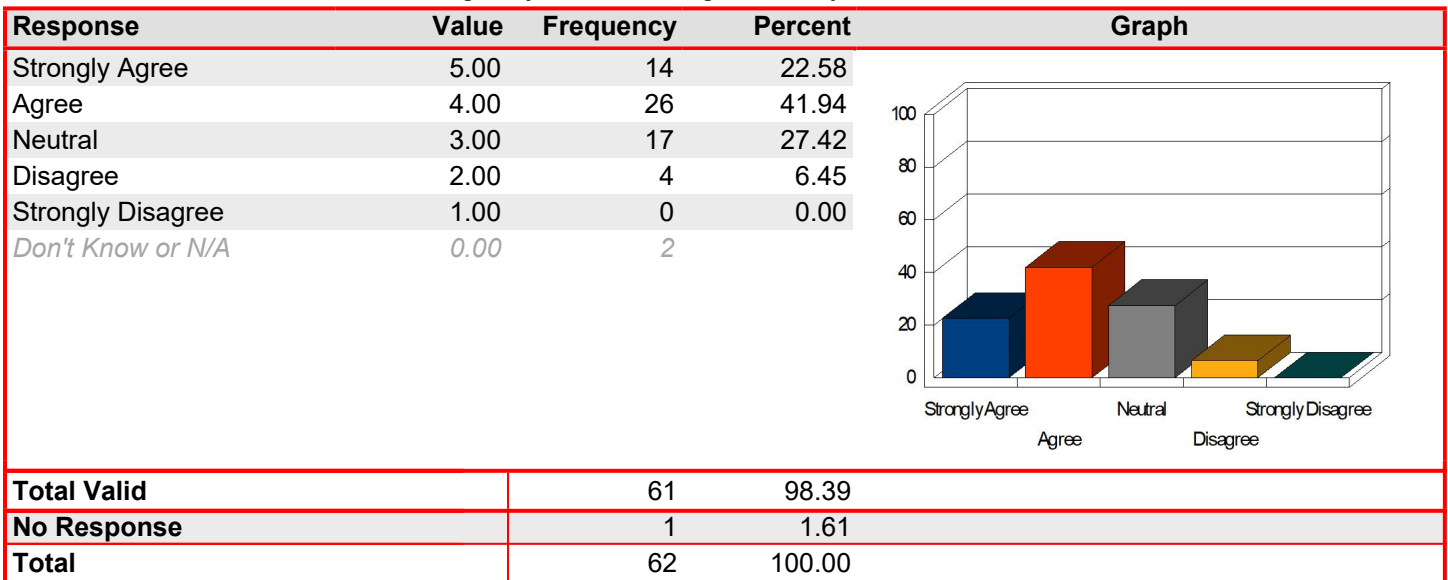 Response Value Frequency Percent Graph
Strongly Agree 5.00 14 22.58
Agree 4.00 26 41.94
Neutral 3.00 17 27.42
Disagree 2.00 4 6.45
Strongly Disagree 1.00 0 0.00
Don't Know or N/A 0.00 2
100
80
60
40
20
0
Strongly Agree Neutral Strongly Disagree
Agree Disagree
Total Valid 61 98.39
No Response 1 1.61
Total 62 100.00